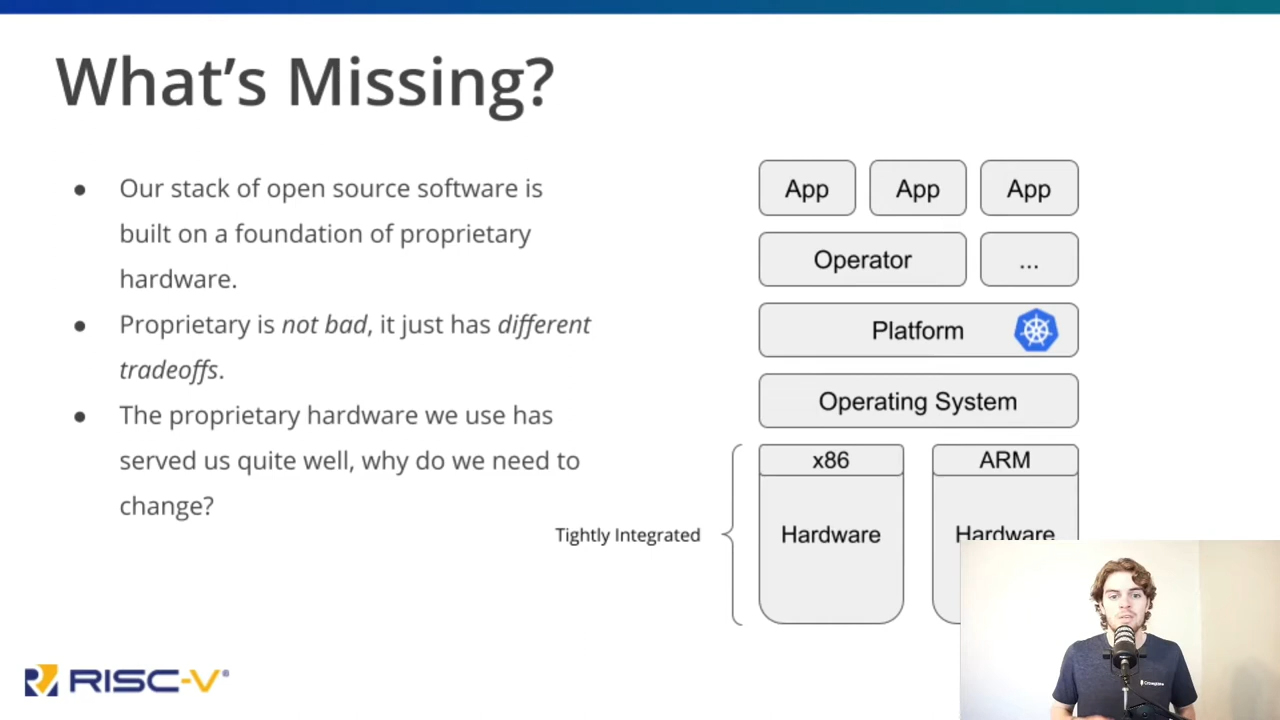 What's Missing?
● Our stack of open source software is
built on a foundation of proprietary
hardware.
● Proprietary is not bad, it just has different
tradeoffs.
● The proprietary hardware we use has
served us quite well, why do we need to
change?
App App App
Operator ...
Platform
Operating System
x86 ARM
Tightly Integrated Hardware Hardware
RISC-V®